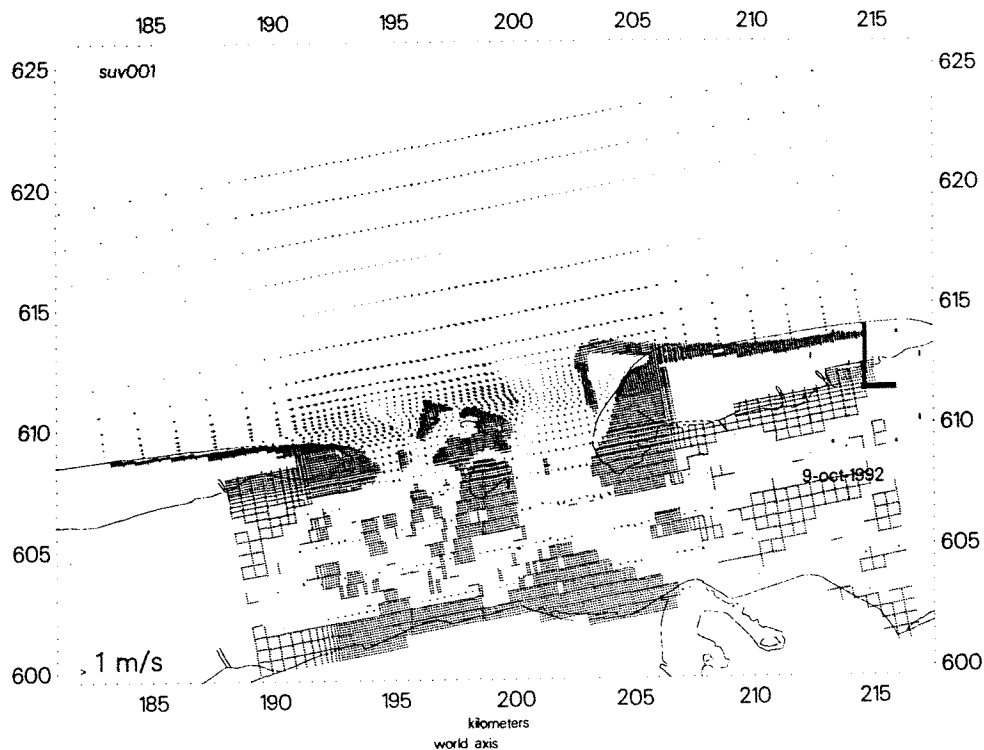 185 190 195 200 205 210 215
625 suv001 625
620 620
615 615
610 610
9-oct-1992
605 605
600 1 m/s 600
185 190 195 200 205 210 215
kilometers
world axis